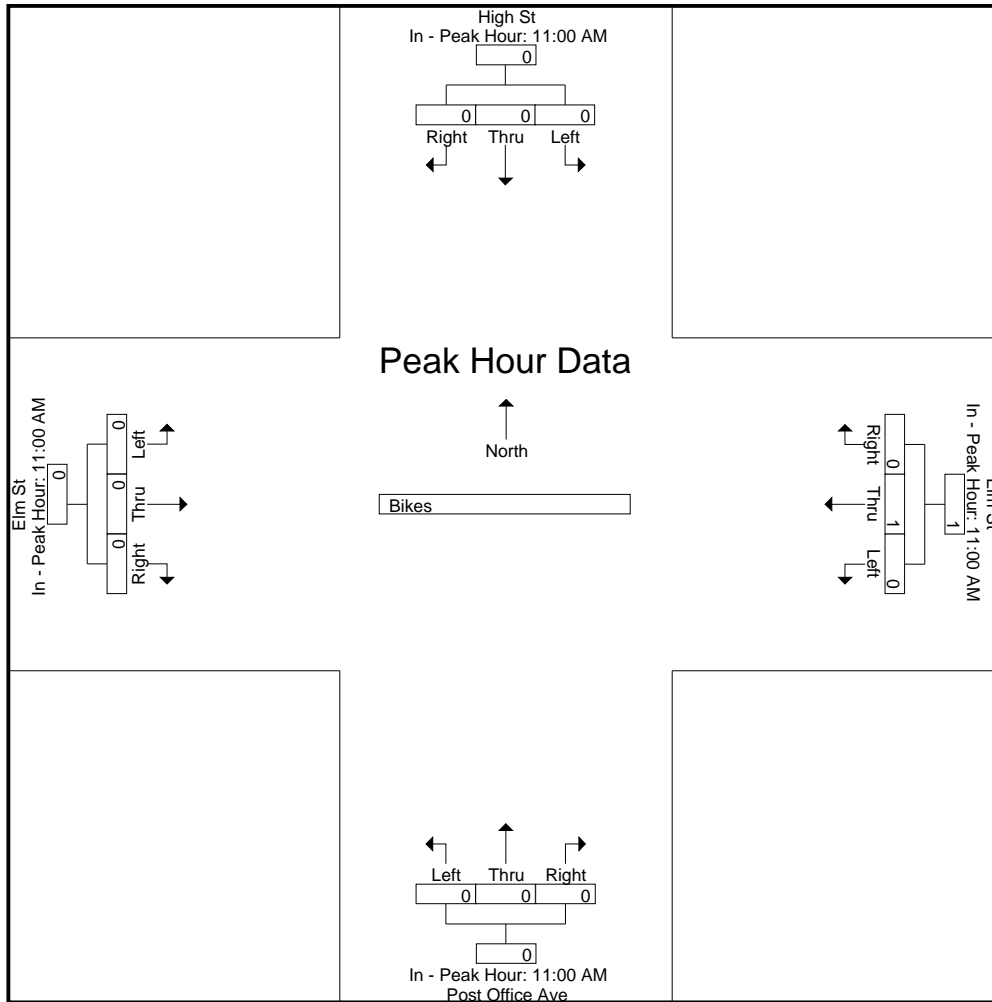 High St
In - Peak Hour: 11:00 AM
0
0 0 0
Right Thru Left
Peak Hour Data
North
Bikes
Elm St
In - Peak Hour: 11:00 AM
0
0 0 0
Left Thru Right
Elm St
In - Peak Hour: 11:00 AM
1
0 1 0
Right Thru Left
Left Thru Right
0 0 0
0
In - Peak Hour: 11:00 AM
Post Office Ave